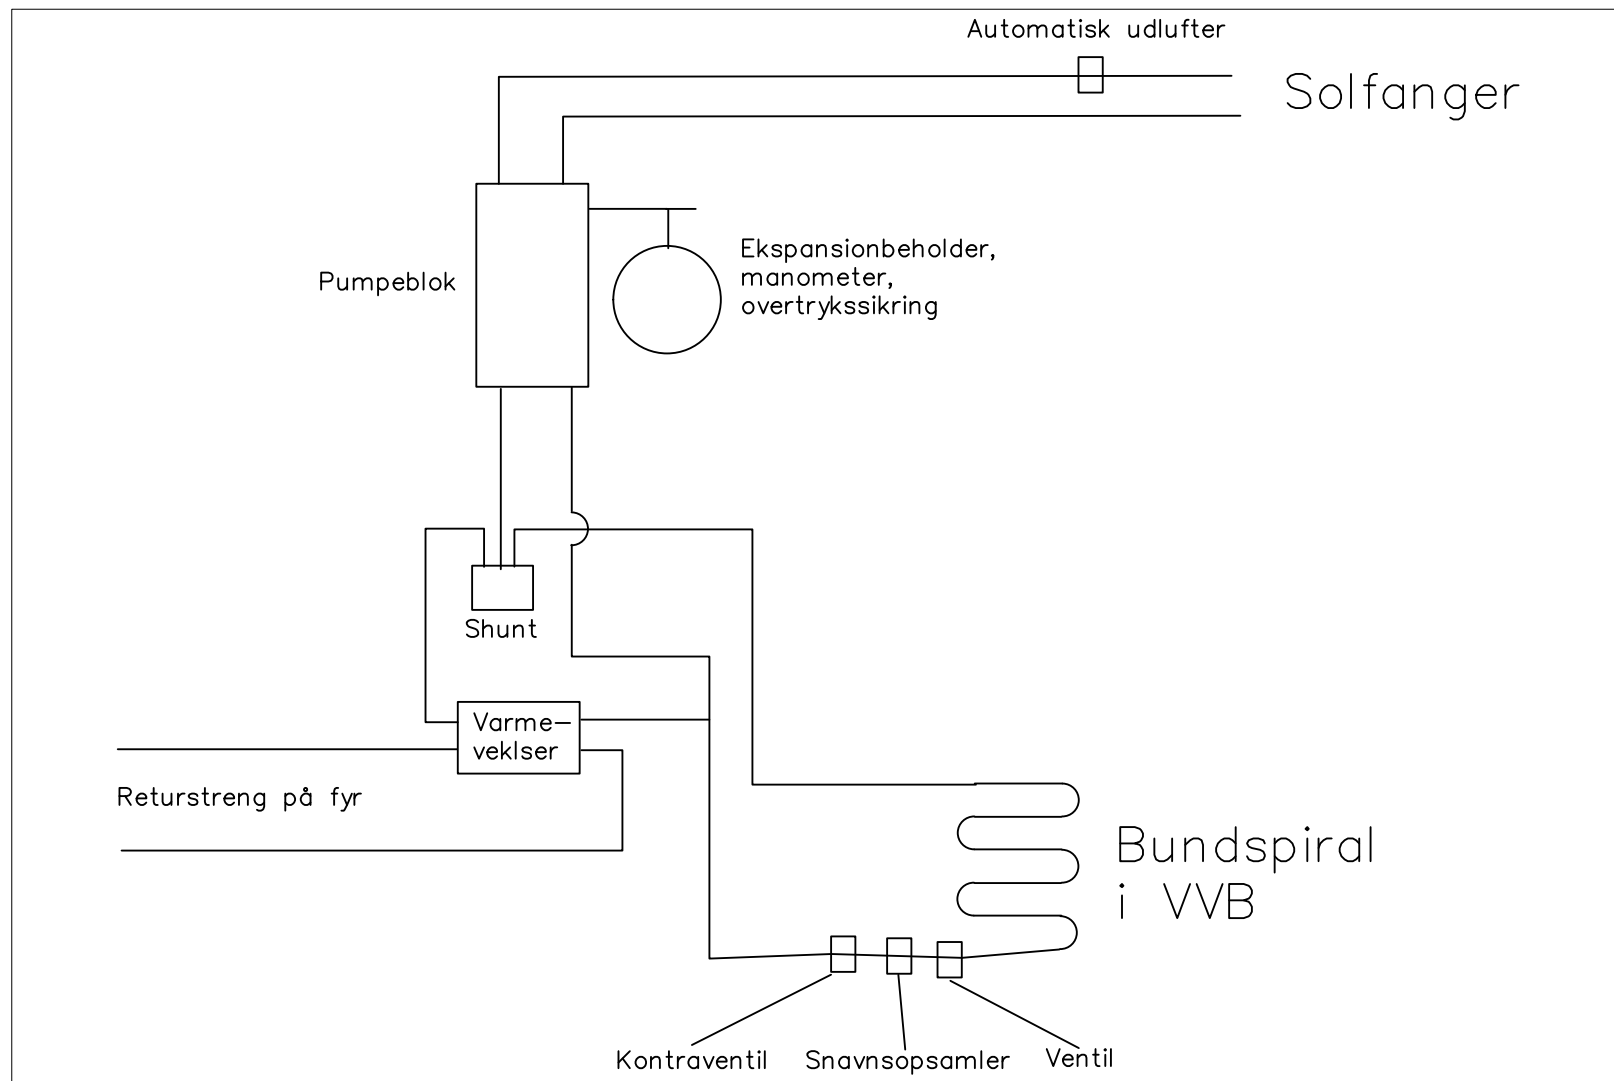 Automatisk udlufter
Solfanger
Ekspansionbeholder,
manometer,
overtrykssikring
Pumpeblok
Shunt
Varme-
veklser
Returstreng på fyr
Bundspiral
i VVB
Kontraventil
Snavnsopsamler
Ventil